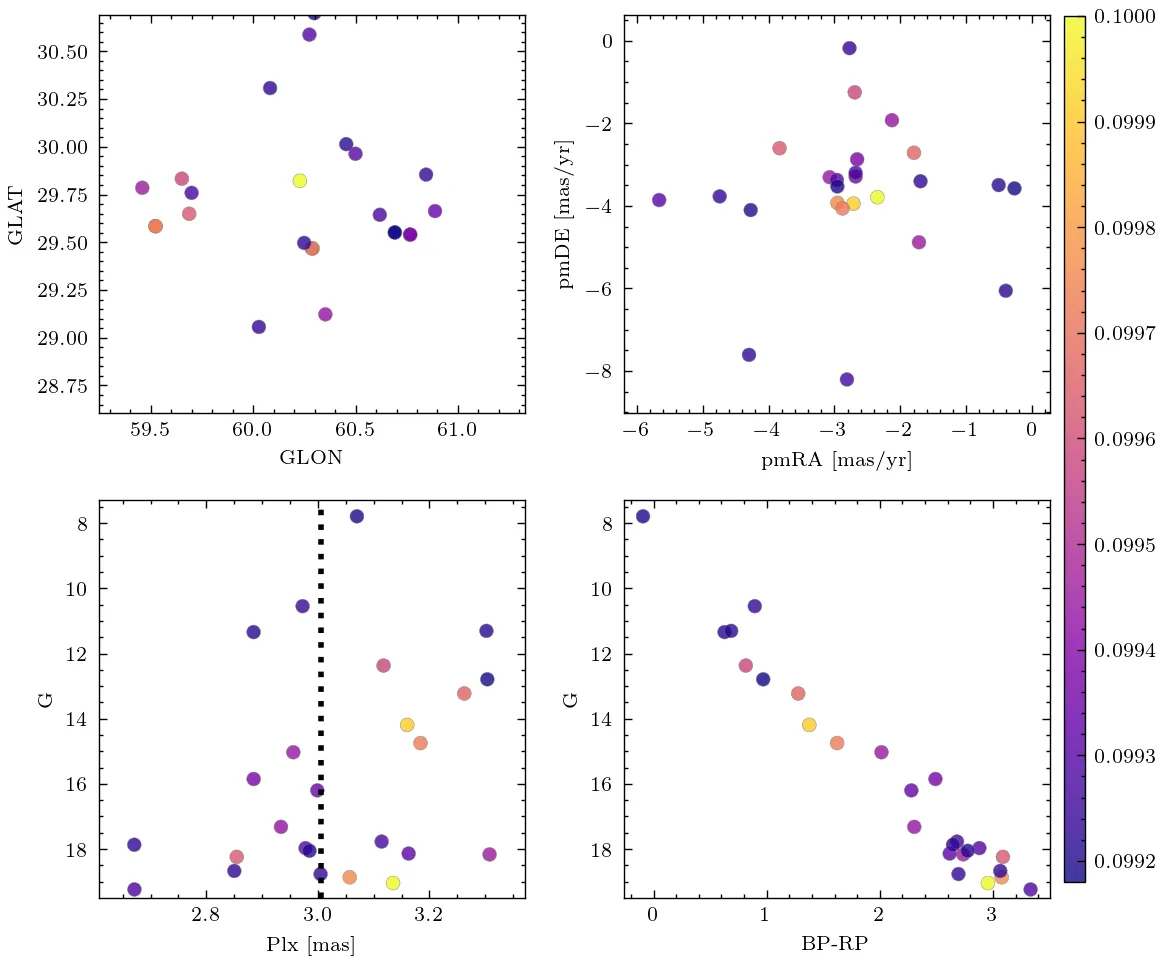 30.50
30.25
30.00
29.75
29.50
29.25
29.00
28.75
GLAT
59.5 60.0 60.5 61.0
GLON
0
−2
−4
−6
−8
pmDE [mas/yr]
−6 −5 −4 −3 −2 −1 0
pmRA [mas/yr]
8
10
12
14
16
18
G
2.8 3.0 3.2
Plx [mas]
8
10
12
14
16
18
G
0 1 2 3
BP-RP
0.1000
0.0999
0.0998
0.0997
0.0996
0.0995
0.0994
0.0993
0.0992